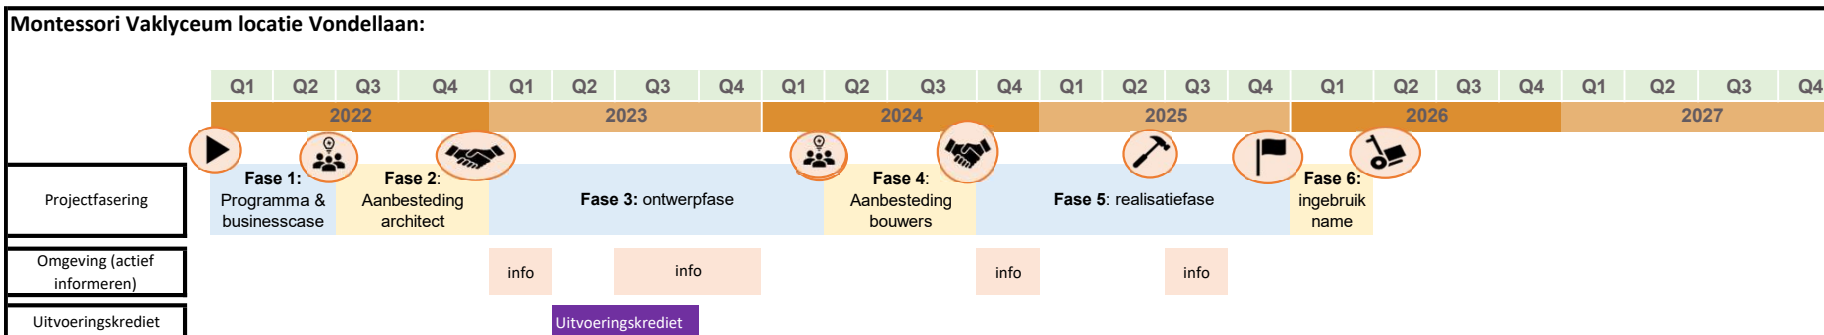 Montessori Vaklyceum locatie Vondellaan:
Q1 Q2 Q3 Q4 Q1 Q2 Q3 Q4 Q1 Q2 Q3 Q4 Q1 Q2 Q3 Q4 Q1 Q2 Q3 Q4 Q1 Q2 Q3 Q4
2022 2023 2024 2025 2026 2027
Projectfasering
Fase 1:
Programma &
businesscase
Fase 2:
Aanbesteding
architect
Fase 3: ontwerpfase
Fase 4:
Aanbesteding
bouwers
Fase 5: realisatiefase
Fase 6:
ingebruik
name
Omgeving (actief
informeren)
info info info info
Uitvoeringskrediet
Uitvoeringskrediet